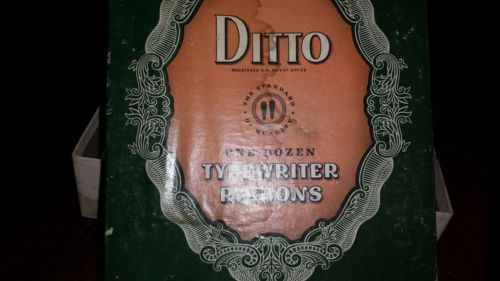 DITTO
REGISTERED U.S. PATENT OFFICE
THE STANDARD
OF QUALITY
ONE DOZEN
TYPEWRITER
RIBBONS